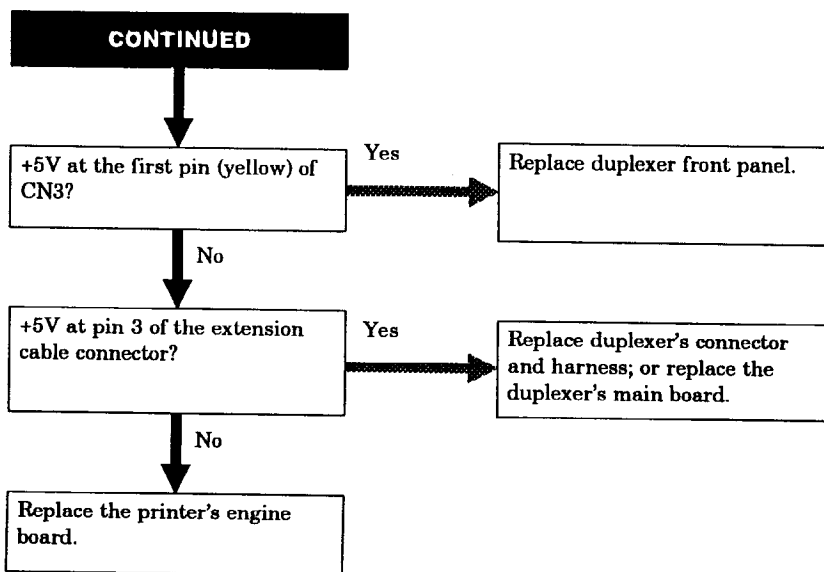 CONTINUED
+5V at the first pin (yellow) of
CN3?
Yes
Replace duplexer front panel.
No
+5V at pin 3 of the extension
cable connector?
Yes
Replace duplexer's connector
and harness; or replace the
duplexer's main board.
No
Replace the printer's engine
board.